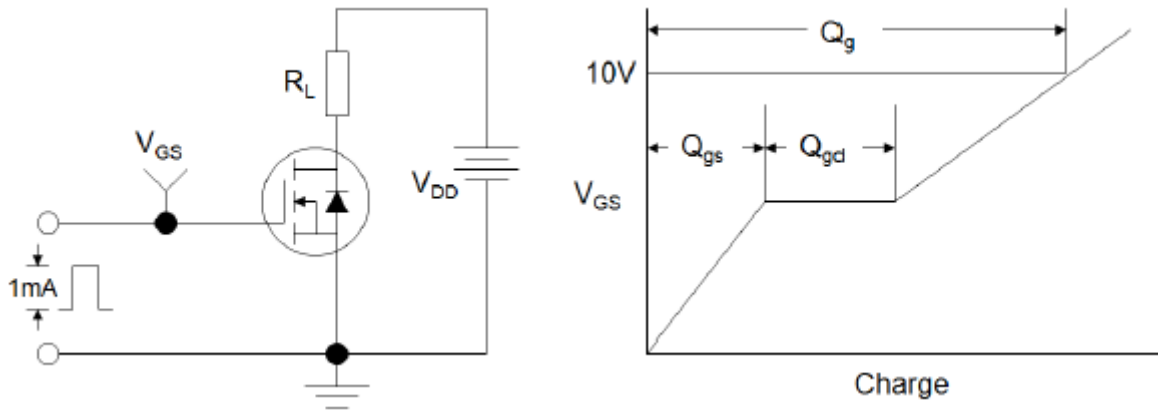 R_L
V_GS
V_DD
1mA
Q_g
10V
Q_gs
Q_gd
V_GS
Charge